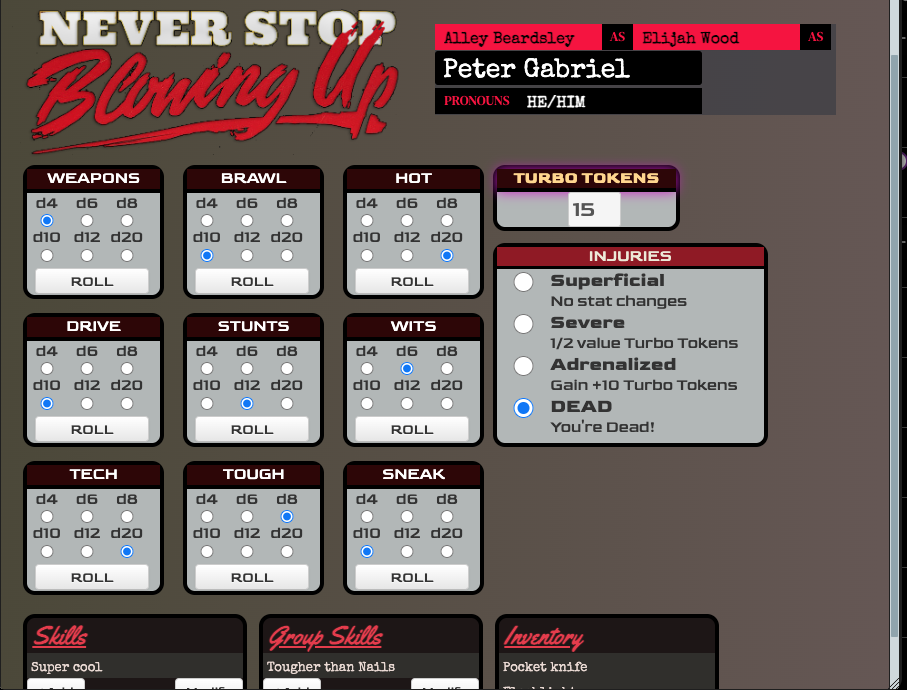 NEVER STOP
Blowing Up
Alley Beardsley AS Elijah Wood AS
Peter Gabriel
PRONOUNS HE/HIM
WEAPONS
d4 d6 d8
d10 d12 d20
ROLL
BRAWL
d4 d6 d8
d10 d12 d20
ROLL
HOT
d4 d6 d8
d10 d12 d20
ROLL
TURBO TOKENS
15
INJURIES
Superficial
No stat changes
Severe
1/2 value Turbo Tokens
Adrenalized
Gain +10 Turbo Tokens
DEAD
You're Dead!
DRIVE
d4 d6 d8
d10 d12 d20
ROLL
STUNTS
d4 d6 d8
d10 d12 d20
ROLL
WITS
d4 d6 d8
d10 d12 d20
ROLL
TECH
d4 d6 d8
d10 d12 d20
ROLL
TOUGH
d4 d6 d8
d10 d12 d20
ROLL
SNEAK
d4 d6 d8
d10 d12 d20
ROLL
Skills
Super cool
Group Skills
Tougher than Nails
Inventory
Pocket knife